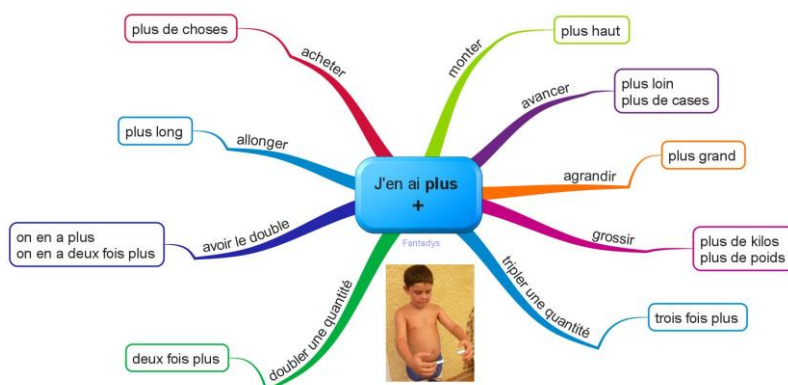 J'en ai plus
+
Fantadys
monter
plus haut
avancer
plus loin
plus de cases
agrandir
plus grand
grossir
plus de kilos
plus de poids
tripler une quantité
trois fois plus
doubler une quantité
deux fois plus
avoir le double
on en a plus
on en a deux fois plus
allonger
plus long
acheter
plus de choses